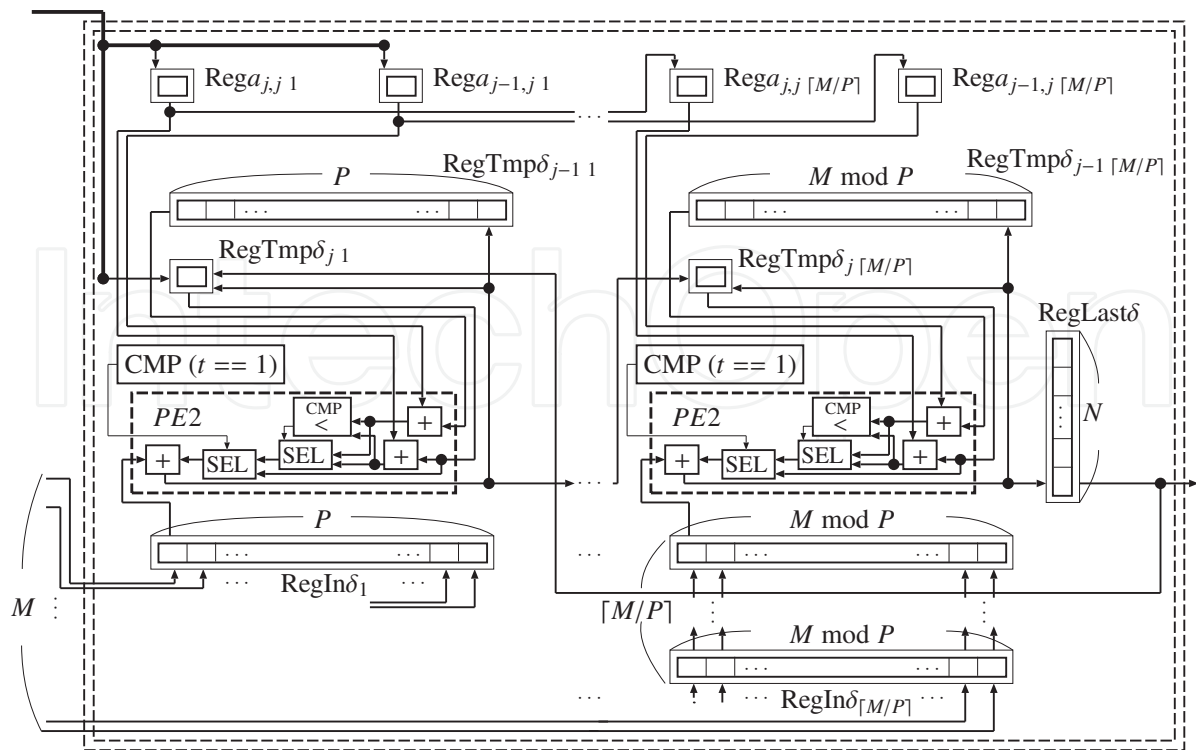 Rega_{j,j 1} Rega_{j−1,j 1} Rega_{j,j ⌈M/P⌉} Rega_{j−1,j ⌈M/P⌉}
...
RegTmpδ_{j−1 1} RegTmpδ_{j−1 ⌈M/P⌉}
P M mod P
... ... ... ...
RegTmpδ_{j 1} RegTmpδ_{j ⌈M/P⌉}
RegLastδ
CMP (t == 1) CMP (t == 1)
PE2 CMP < + PE2 CMP < +
N
+ SEL SEL + + SEL SEL +
...
P M mod P
... ... ... ... ...
RegInδ_1
... ...
M ⋮ ⌈M/P⌉ ⋮ ⋮
M mod P
... ...
... ... RegInδ_{⌈M/P⌉} ...
IntechOpen